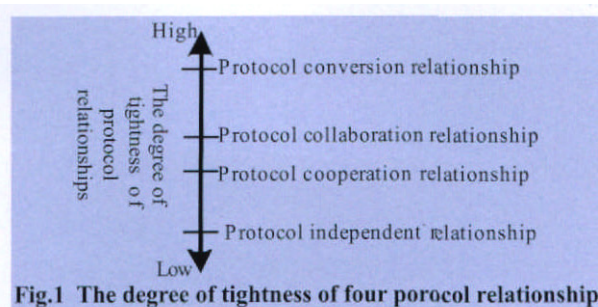 High
Protocol conversion relationship
The degree of
tightness of
protocol
relationships
Protocol collaboration relationship
Protocol cooperation relationship
Protocol independent relationship
Low
Fig.1 The degree of tightness of four porocol relationship